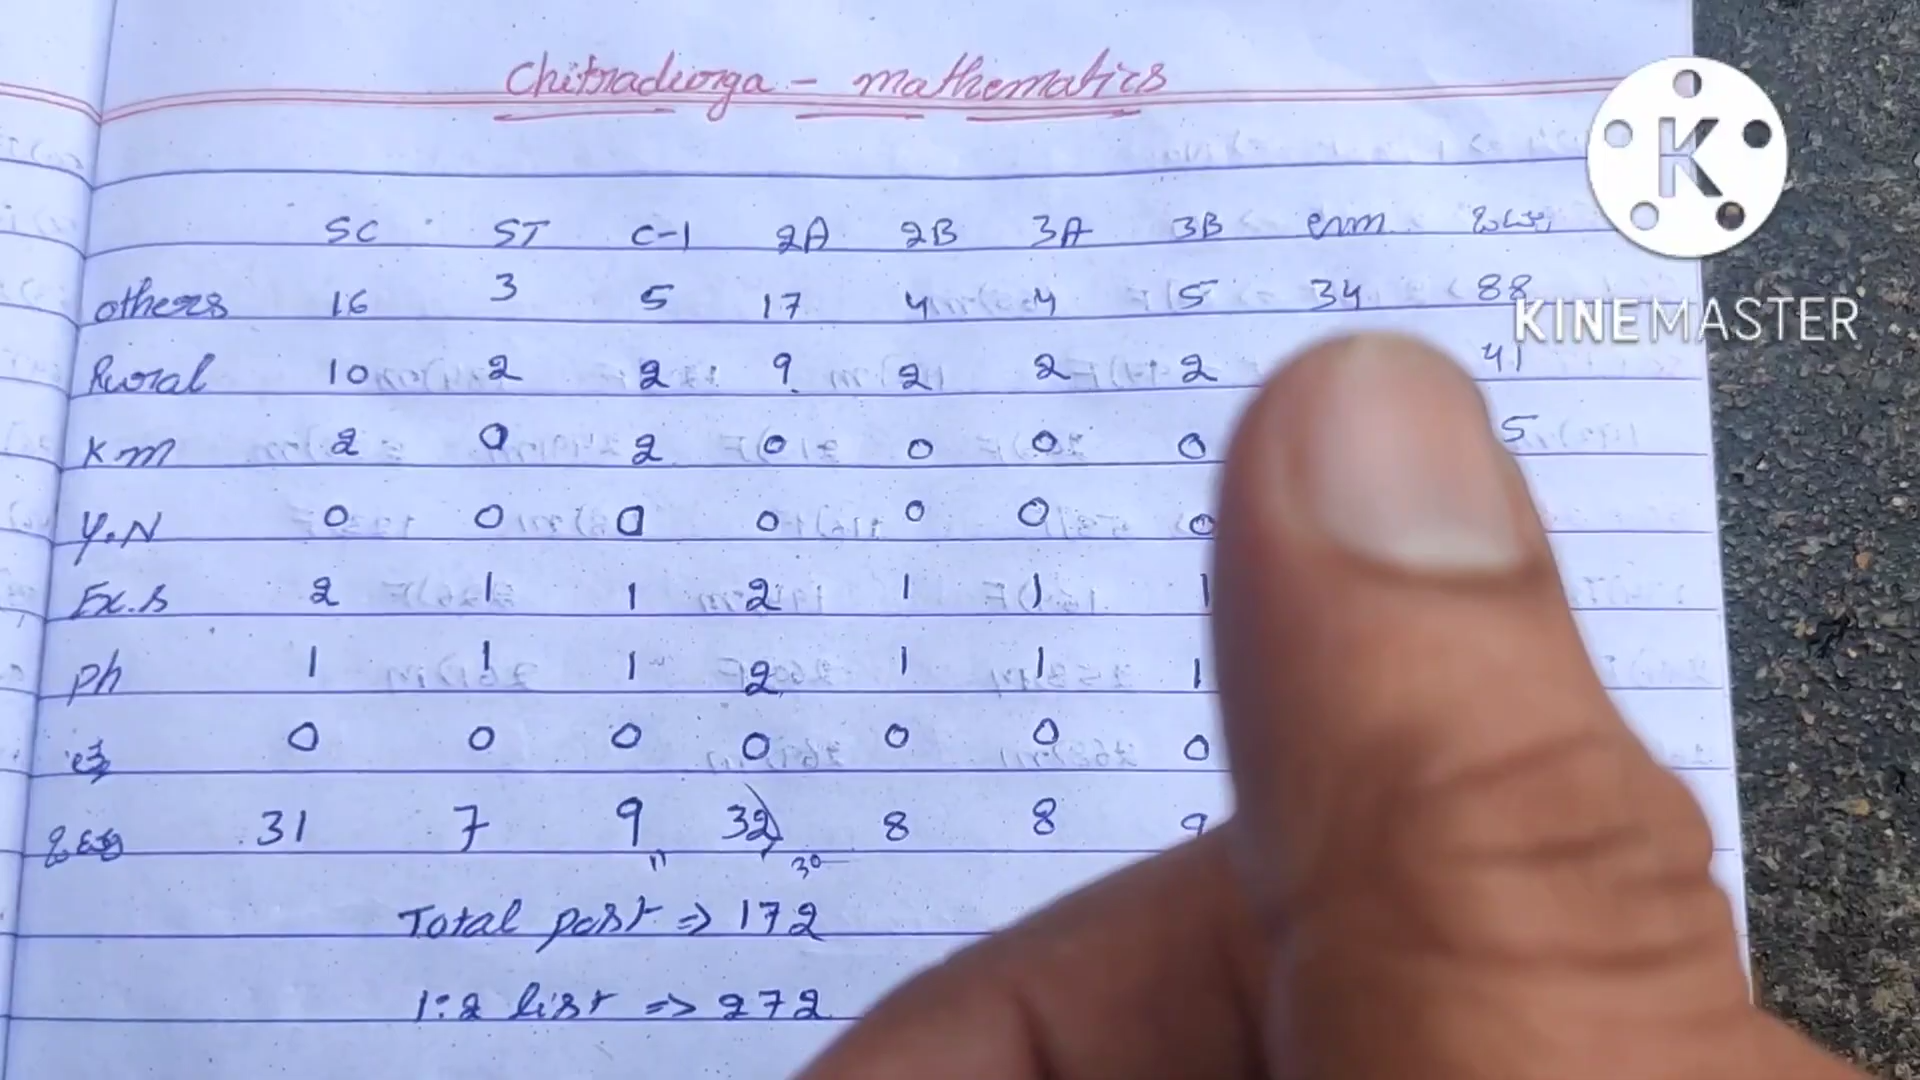 Chitradurga - mathematics
SC ST C-1 2A 2B 3A 3B
others 16 3 5 17 4 4 5 34 88
Rural 10 2 2 9 2 2 2 41
K m 2 0 2 0 0 0 0 5
Y.N 0 0 0 0 0 0 0
Ex.s 2 1 1 2 1 1 1
ph 1 1 1 2 1 1 1
0 0 0 0 0 0 0
31 7 9 32 8 8 9
11 30
Total post => 172
1:2 list => 272
K
KINEMASTER